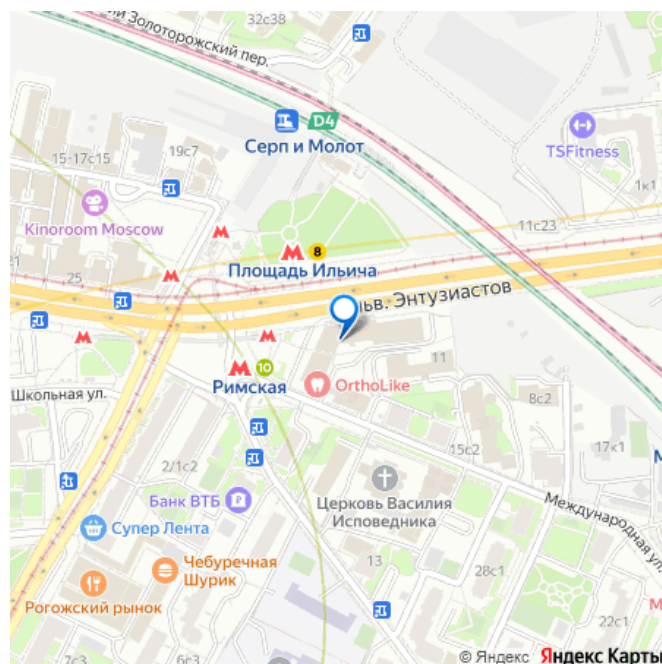 32с38
Золоторожский пер.
D4
Серп и Молот
TSFitness
15-17с15
19с7
1к1
Kinoroom Moscow
11с23
8
Площадь Ильича
21
25
ьв. Энтузиастов
10
Римская
OrthoLike
11
Школьная ул.
8с2
15с2
17к1
М
2/1с2
Банк ВТБ
Церковь Василия
Исповедника
Международная ул.
Супер Лента
Чебуречная
Шурик
13
28с1
Рогожский рынок
М
22с1
7с3
6с3
© Яндекс Яндекс Карты